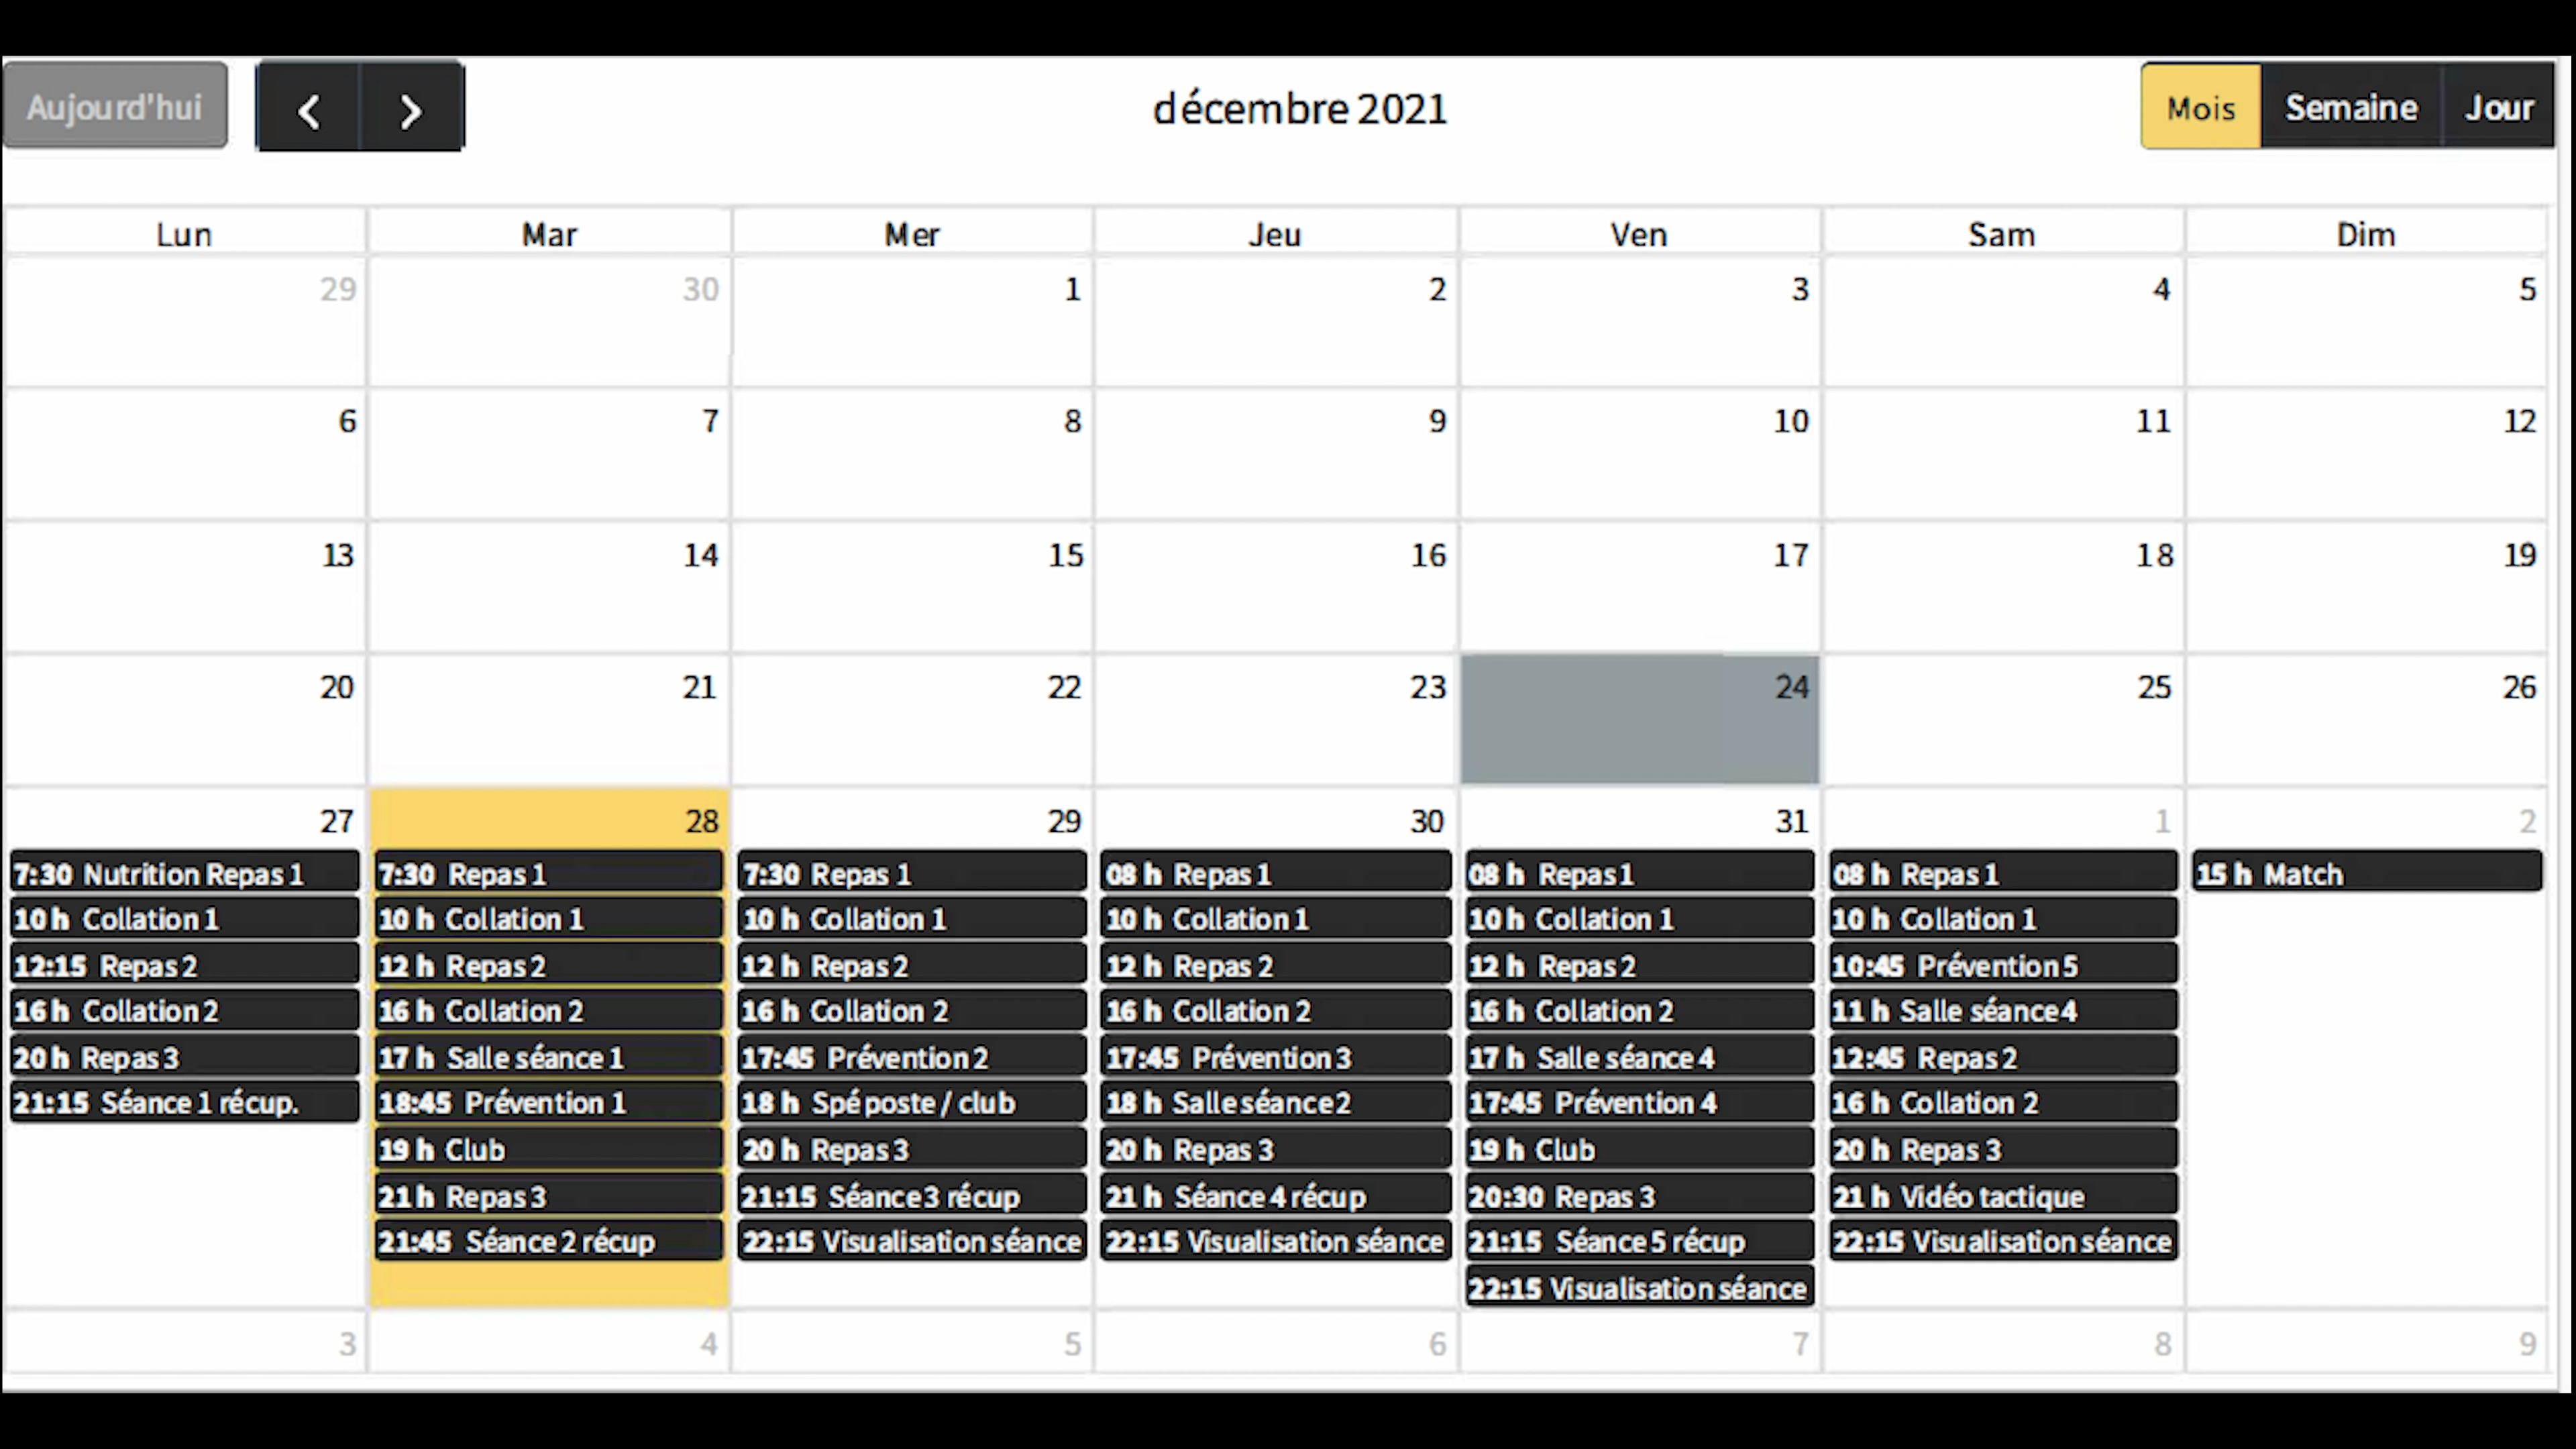 Aujourd'hui
décembre 2021
Mois Semaine Jour
Lun Mar Mer Jeu Ven Sam Dim
29 30 1 2 3 4 5
6 7 8 9 10 11 12
13 14 15 16 17 18 19
20 21 22 23 24 25 26
27
7:30 Nutrition Repas 1
10 h Collation 1
12:15 Repas 2
16 h Collation 2
20 h Repas 3
21:15 Séance 1 récup.
28
7:30 Repas 1
10 h Collation 1
12 h Repas 2
16 h Collation 2
17 h Salle séance 1
18:45 Prévention 1
19 h Club
21 h Repas 3
21:45 Séance 2 récup
29
7:30 Repas 1
10 h Collation 1
12 h Repas 2
16 h Collation 2
17:45 Prévention 2
18 h Spé poste / club
20 h Repas 3
21:15 Séance 3 récup
22:15 Visualisation séance
30
08 h Repas 1
10 h Collation 1
12 h Repas 2
16 h Collation 2
17:45 Prévention 3
18 h Salle séance 2
20 h Repas 3
21 h Séance 4 récup
22:15 Visualisation séance
31
08 h Repas 1
10 h Collation 1
12 h Repas 2
16 h Collation 2
17 h Salle séance 4
17:45 Prévention 4
19 h Club
20:30 Repas 3
21:15 Séance 5 récup
22:15 Visualisation séance
1
08 h Repas 1
10 h Collation 1
10:45 Prévention 5
11 h Salle séance 4
12:45 Repas 2
16 h Collation 2
20 h Repas 3
21 h Vidéo tactique
22:15 Visualisation séance
2
15 h Match
3 4 5 6 7 8 9